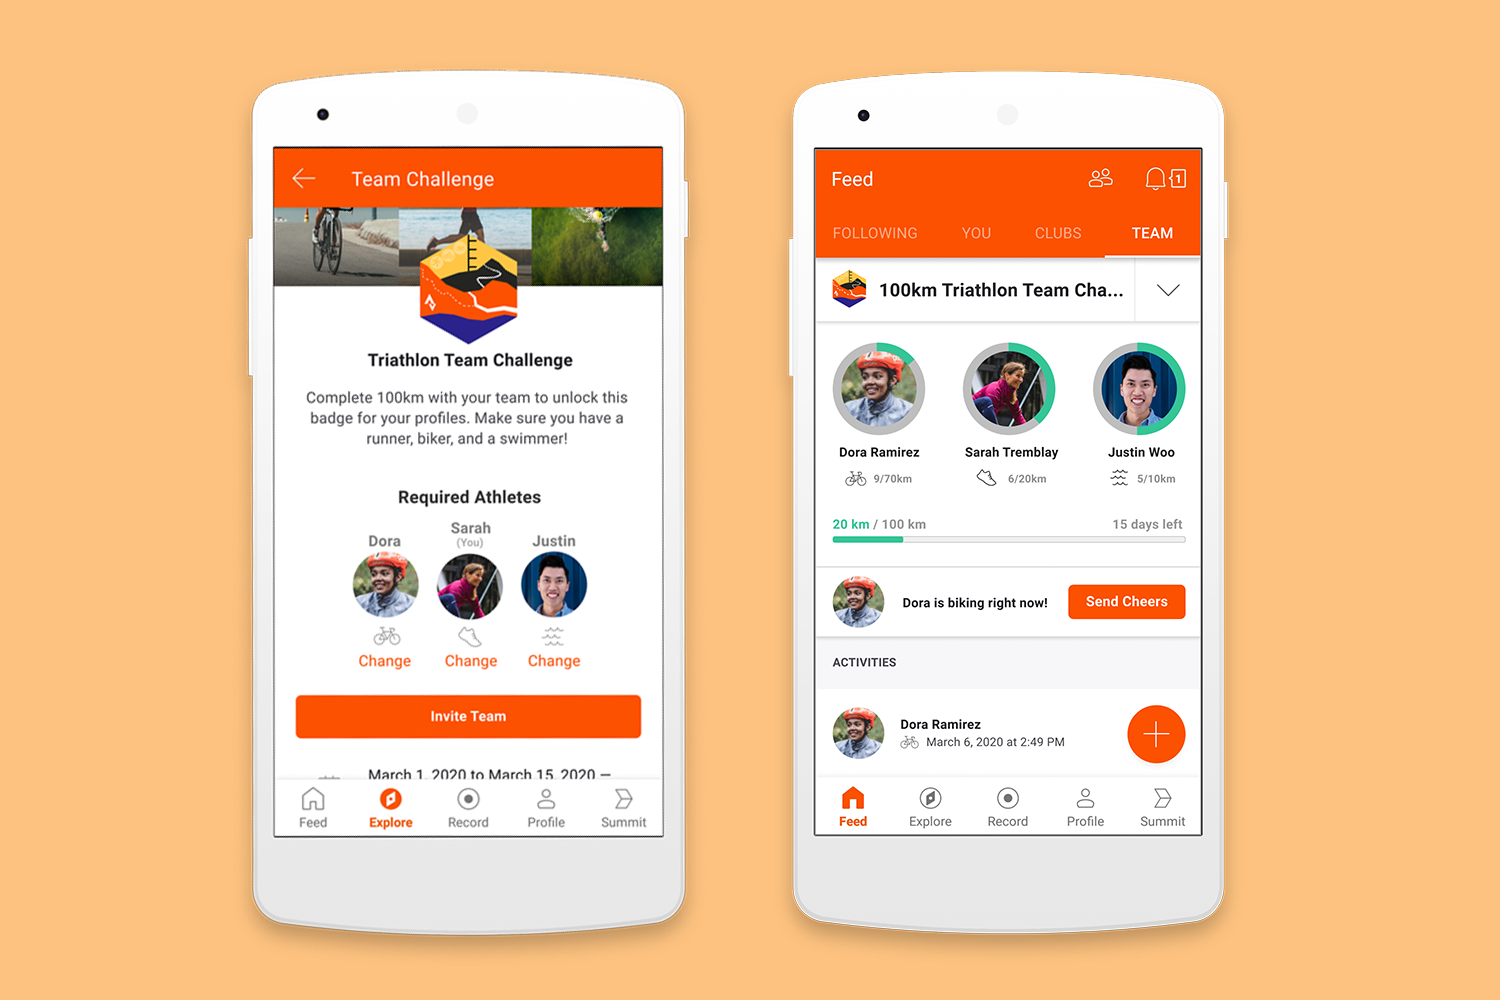 Team Challenge
Triathlon Team Challenge
Complete 100km with your team to unlock this
badge for your profiles. Make sure you have a
runner, biker, and a swimmer!
Required Athletes
Dora
Sarah
(You)
Justin
Change
Change
Change
Invite Team
March 1, 2020 to March 15, 2020 —
Feed
Explore
Record
Profile
Summit
Feed
1
FOLLOWING
YOU
CLUBS
TEAM
100km Triathlon Team Cha...
Dora Ramirez
Sarah Tremblay
Justin Woo
9/70km
6/20km
5/10km
20 km / 100 km
15 days left
Dora is biking right now!
Send Cheers
ACTIVITIES
Dora Ramirez
March 6, 2020 at 2:49 PM
Feed
Explore
Record
Profile
Summit